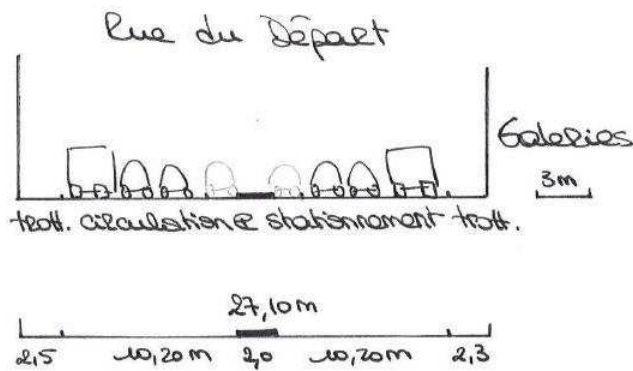 Rue du Départ
Galeries
3m
trott. circulation & stationnement trott.
27,10m
2,5 10,20m 2,0 10,20m 2,3